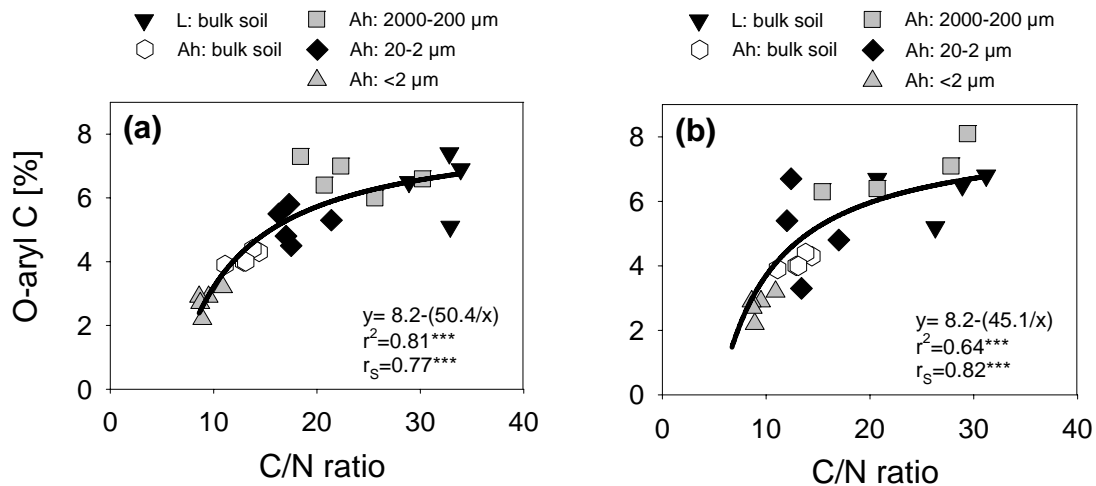 L: bulk soil Ah: 2000-200 µm
Ah: bulk soil Ah: 20-2 µm
Ah: <2 µm
(a)
O-aryl C [%]
8
6
4
2
0
y= 8.2-(50.4/x)
r²=0.81***
rS=0.77***
0 10 20 30 40
C/N ratio
L: bulk soil Ah: 2000-200 µm
Ah: bulk soil Ah: 20-2 µm
Ah: <2 µm
(b)
8
6
4
2
0
y= 8.2-(45.1/x)
r²=0.64***
rS=0.82***
0 10 20 30 40
C/N ratio